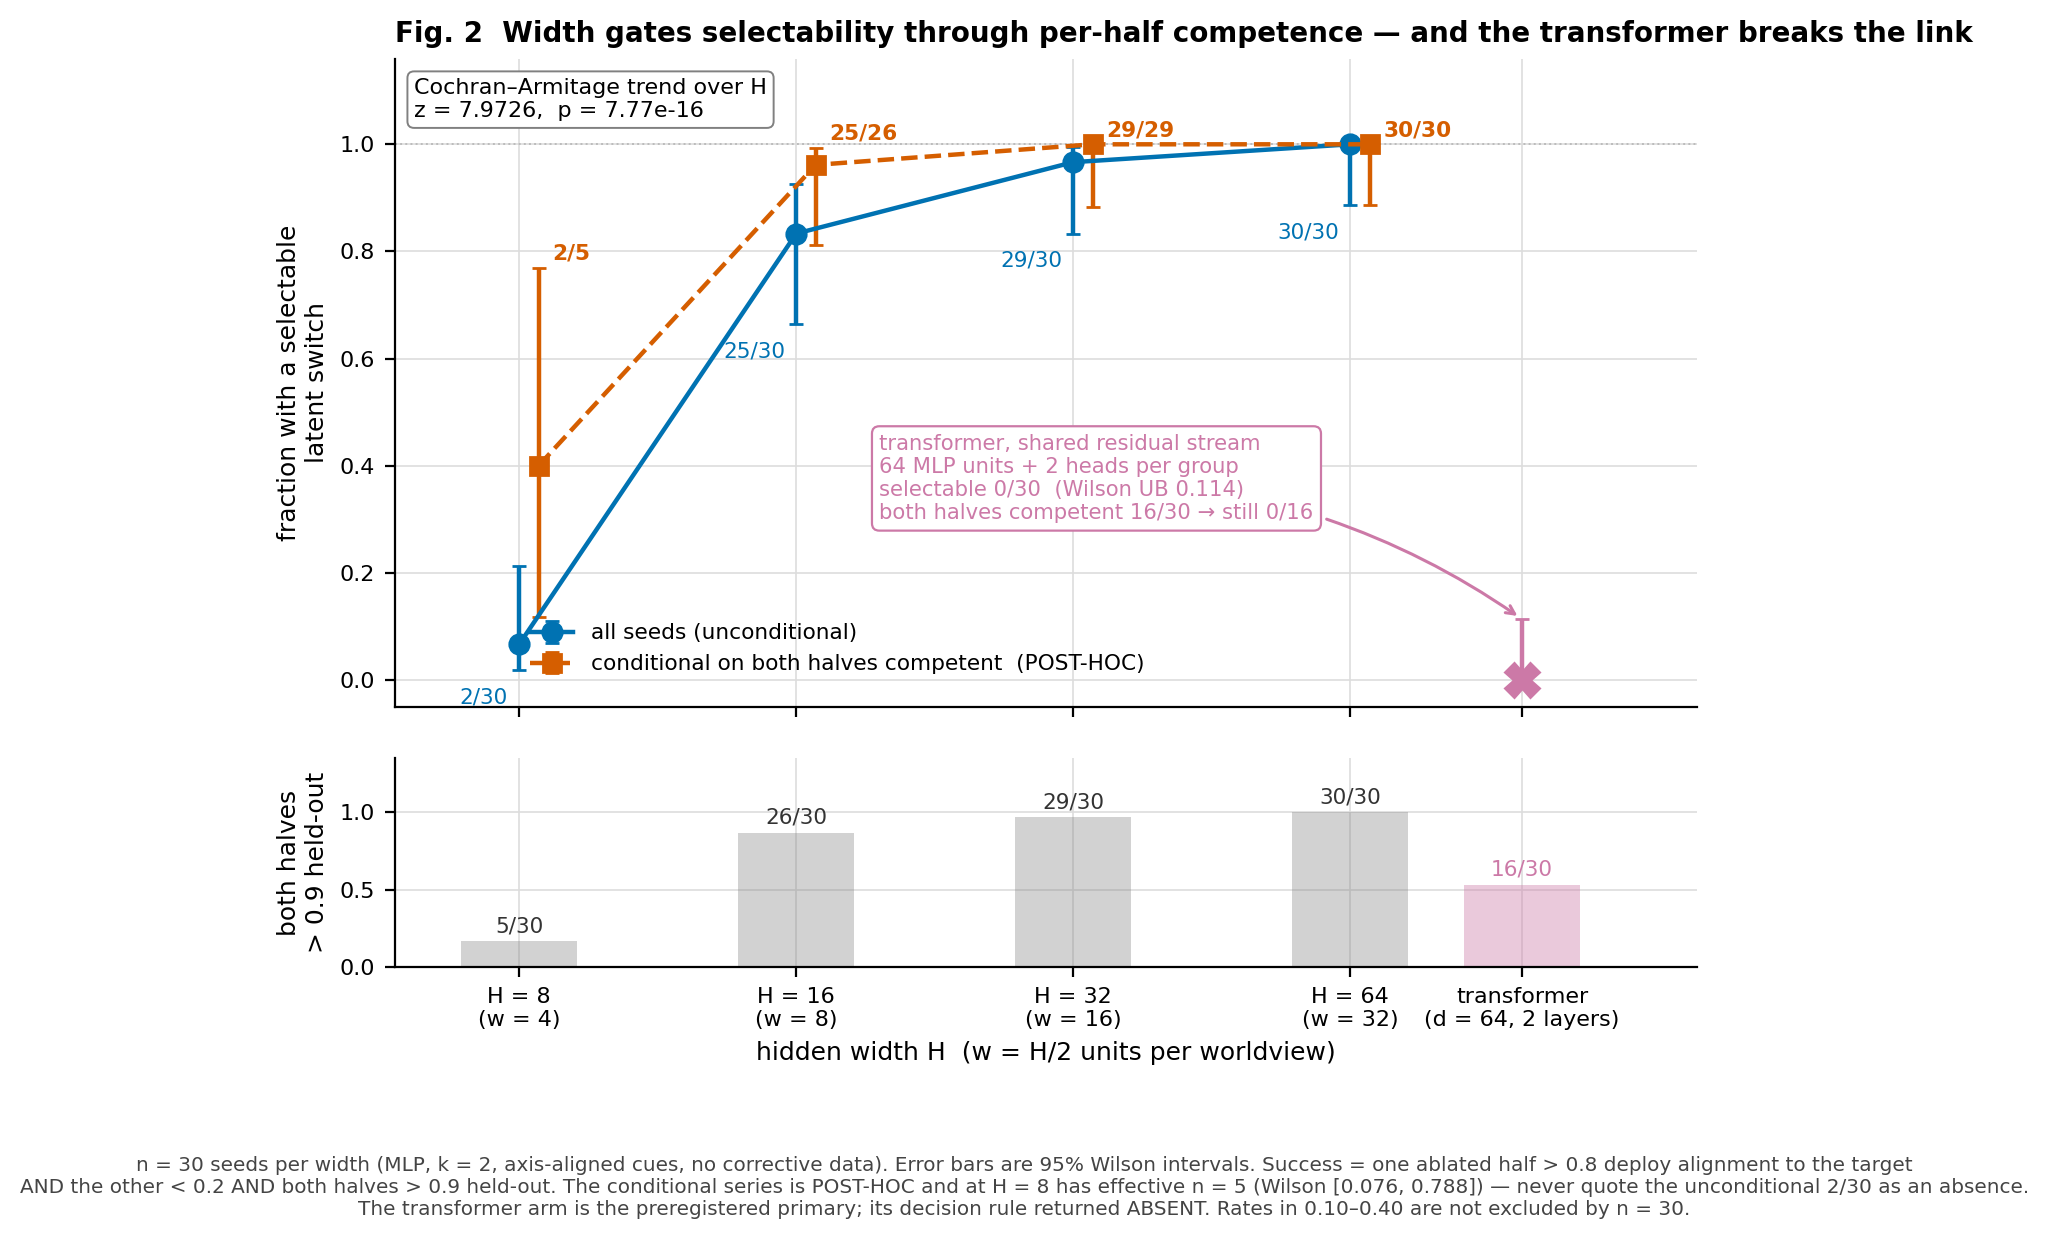 Fig. 2  Width gates selectability through per-half competence — and the transformer breaks the link
Cochran–Armitage trend over H
z = 7.9726,  p = 7.77e-16
fraction with a selectable
latent switch
1.0
0.8
0.6
0.4
0.2
0.0
2/5
25/26
29/29
30/30
2/30
25/30
29/30
30/30
transformer, shared residual stream
64 MLP units + 2 heads per group
selectable 0/30  (Wilson UB 0.114)
both halves competent 16/30 → still 0/16
all seeds (unconditional)
conditional on both halves competent  (POST-HOC)
both halves
> 0.9 held-out
1.0
0.5
0.0
5/30
26/30
29/30
30/30
16/30
H = 8
(w = 4)
H = 16
(w = 8)
H = 32
(w = 16)
H = 64
(w = 32)
transformer
(d = 64, 2 layers)
hidden width H  (w = H/2 units per worldview)
n = 30 seeds per width (MLP, k = 2, axis-aligned cues, no corrective data). Error bars are 95% Wilson intervals. Success = one ablated half > 0.8 deploy alignment to the target
AND the other < 0.2 AND both halves > 0.9 held-out. The conditional series is POST-HOC and at H = 8 has effective n = 5 (Wilson [0.076, 0.788]) — never quote the unconditional 2/30 as an absence.
The transformer arm is the preregistered primary; its decision rule returned ABSENT. Rates in 0.10–0.40 are not excluded by n = 30.